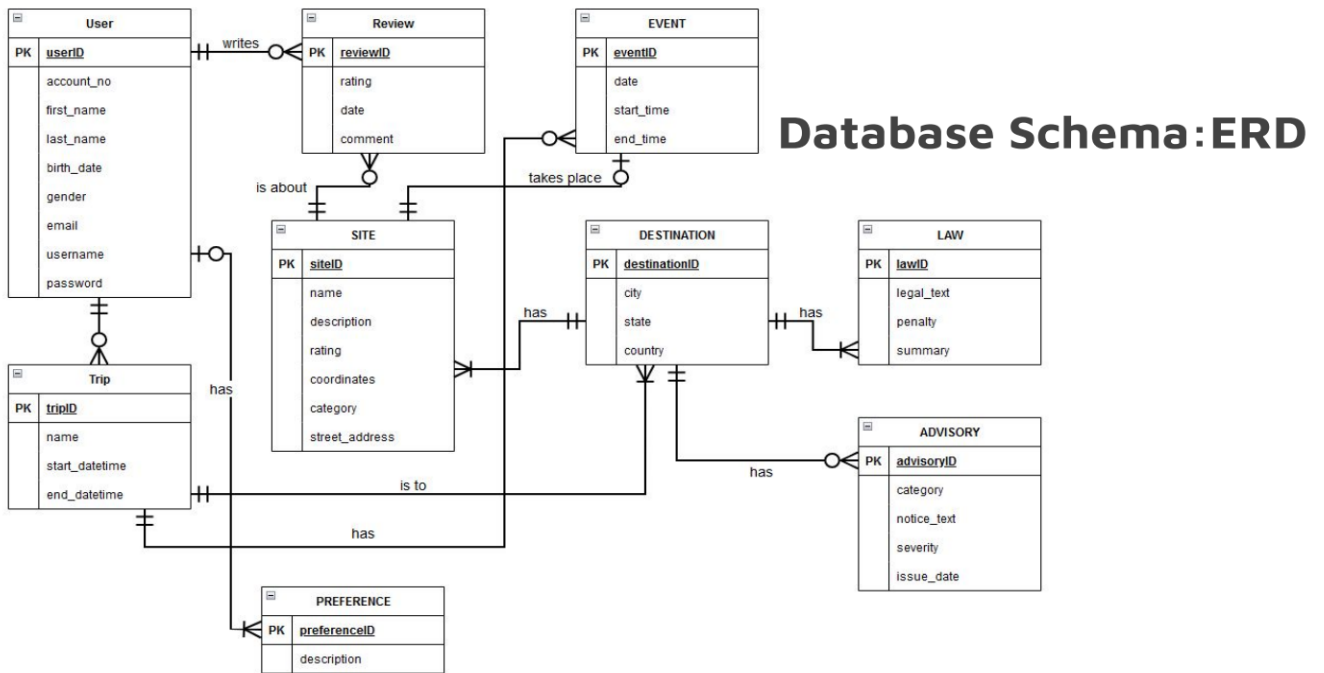 Database Schema:ERD
User
PK userID
account_no
first_name
last_name
birth_date
gender
email
username
password
writes
Review
PK reviewID
rating
date
comment
EVENT
PK eventID
date
start_time
end_time
is about
takes place
SITE
PK siteID
name
description
rating
coordinates
category
street_address
has
DESTINATION
PK destinationID
city
state
country
has
LAW
PK lawID
legal_text
penalty
summary
Trip
PK tripID
name
start_datetime
end_datetime
has
is to
has
has
ADVISORY
PK advisoryID
category
notice_text
severity
issue_date
PREFERENCE
PK preferenceID
description